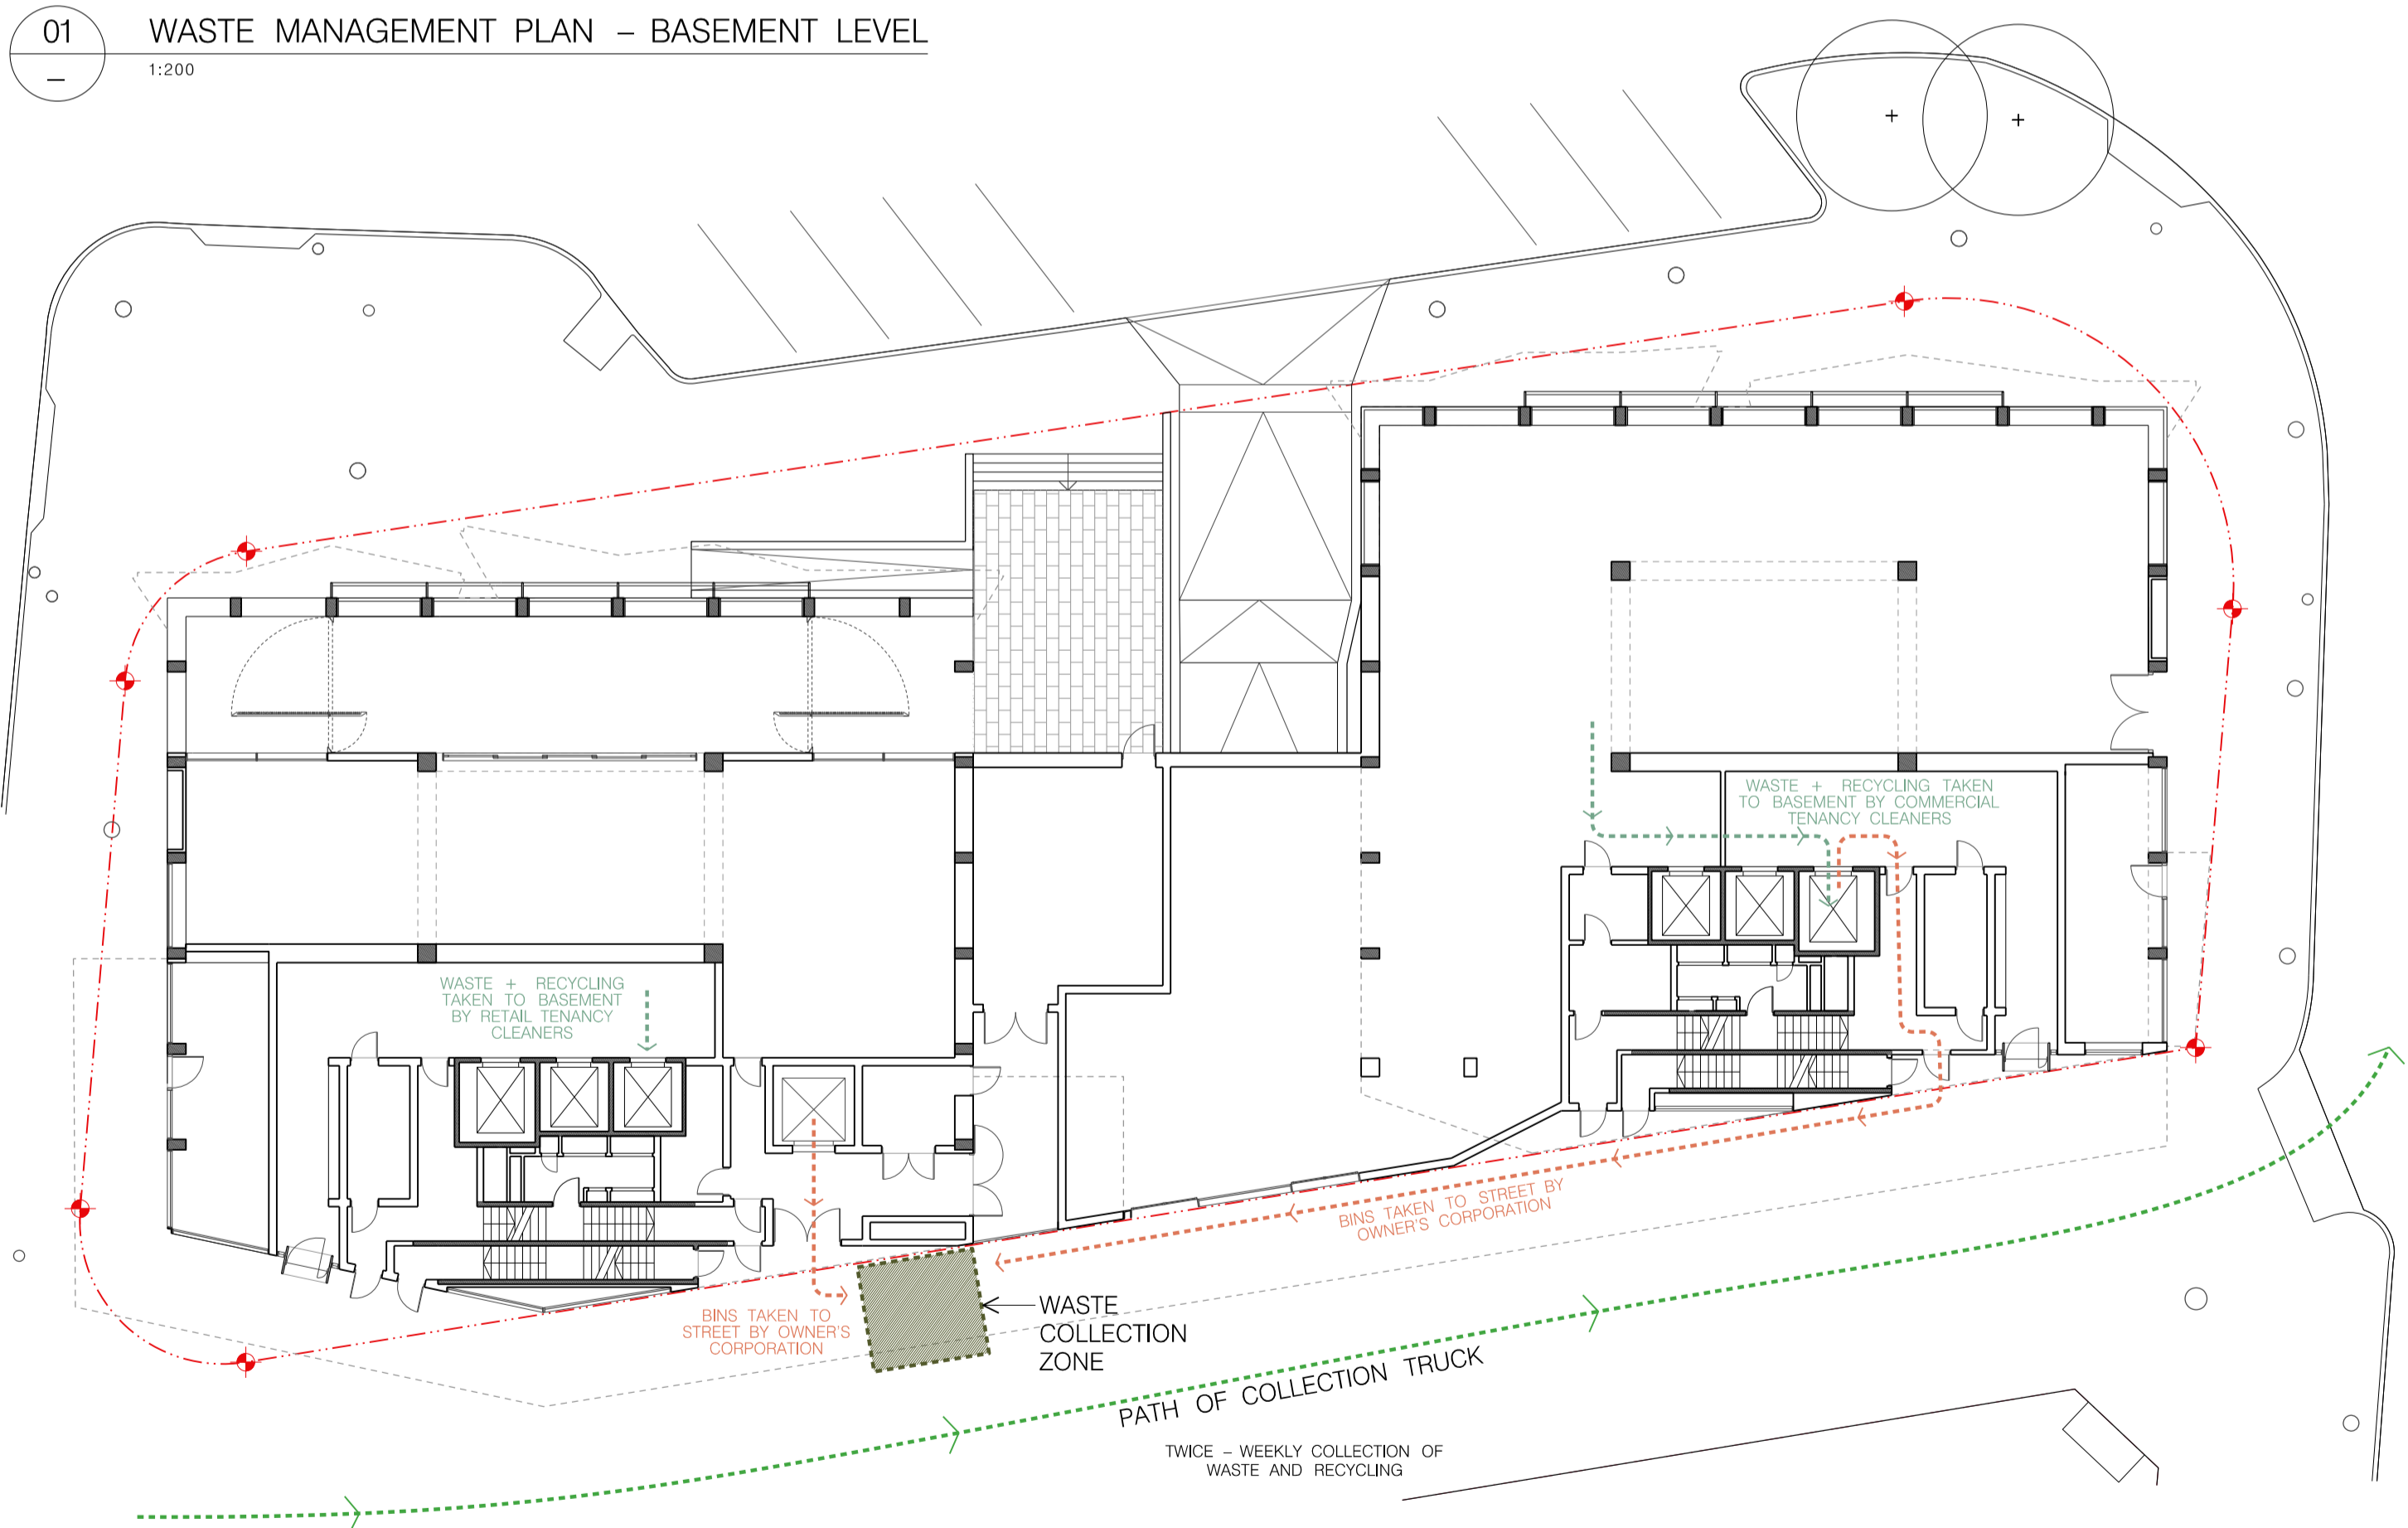 01
–
WASTE MANAGEMENT PLAN – BASEMENT LEVEL
1:200
WASTE + RECYCLING TAKEN
TO BASEMENT BY COMMERCIAL
TENANCY CLEANERS
WASTE + RECYCLING
TAKEN TO BASEMENT
BY RETAIL TENANCY
CLEANERS
BINS TAKEN TO STREET BY
OWNER'S CORPORATION
BINS TAKEN TO
STREET BY OWNER'S
CORPORATION
WASTE
COLLECTION
ZONE
PATH OF COLLECTION TRUCK
TWICE – WEEKLY COLLECTION OF
WASTE AND RECYCLING